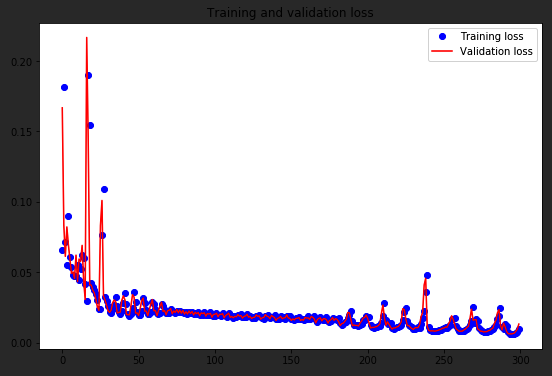 Training and validation loss
Training loss
Validation loss
0.20
0.15
0.10
0.05
0.00
0 50 100 150 200 250 300